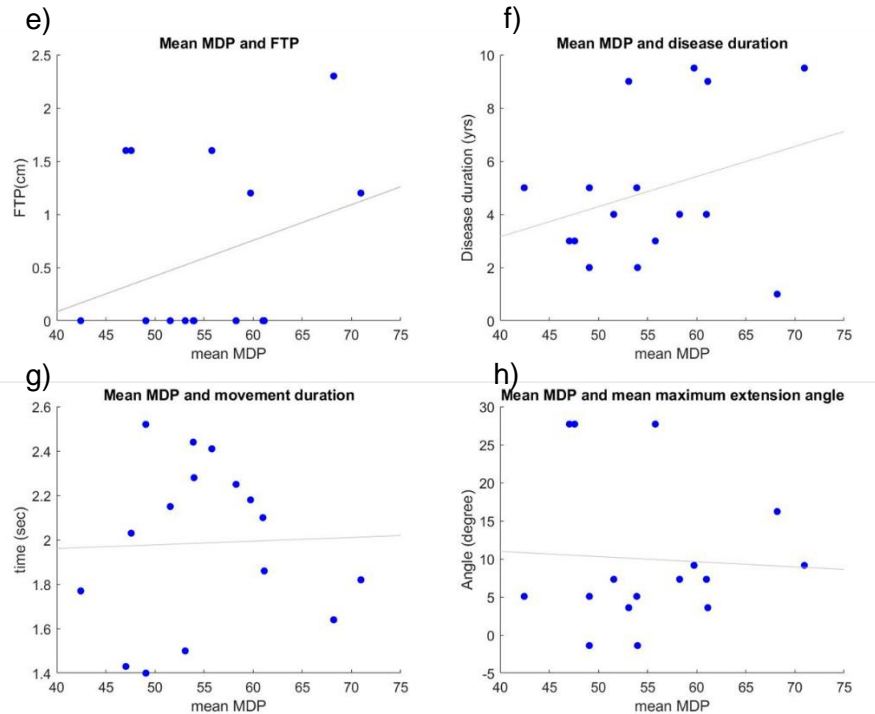 e)
Mean MDP and FTP
2.5
2
1.5
1
0.5
0
FTP(cm)
40 45 50 55 60 65 70 75
mean MDP
f)
Mean MDP and disease duration
10
8
6
4
2
0
Disease duration (yrs)
40 45 50 55 60 65 70 75
mean MDP
g)
Mean MDP and movement duration
2.6
2.4
2.2
2
1.8
1.6
1.4
time (sec)
40 45 50 55 60 65 70 75
mean MDP
h)
Mean MDP and mean maximum extension angle
30
25
20
15
10
5
0
-5
Angle (degree)
40 45 50 55 60 65 70 75
mean MDP